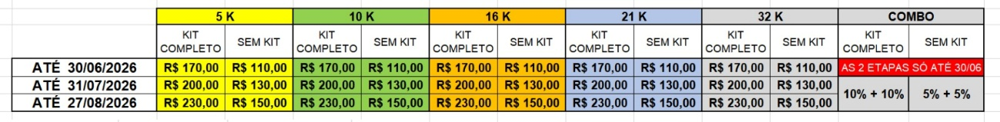 5 K 10 K 16 K 21 K 32 K COMBO
KIT COMPLETO SEM KIT KIT COMPLETO SEM KIT KIT COMPLETO SEM KIT KIT COMPLETO SEM KIT KIT COMPLETO SEM KIT KIT COMPLETO SEM KIT
ATÉ 30/06/2026 R$ 170,00 R$ 110,00 R$ 170,00 R$ 110,00 R$ 170,00 R$ 110,00 R$ 170,00 R$ 110,00 R$ 170,00 R$ 110,00 AS 2 ETAPAS SÓ ATÉ 30/06
ATÉ 31/07/2026 R$ 200,00 R$ 130,00 R$ 200,00 R$ 130,00 R$ 200,00 R$ 130,00 R$ 200,00 R$ 130,00 R$ 200,00 R$ 130,00 10% + 10% 5% + 5%
ATÉ 27/08/2026 R$ 230,00 R$ 150,00 R$ 230,00 R$ 150,00 R$ 230,00 R$ 150,00 R$ 230,00 R$ 150,00 R$ 230,00 R$ 150,00